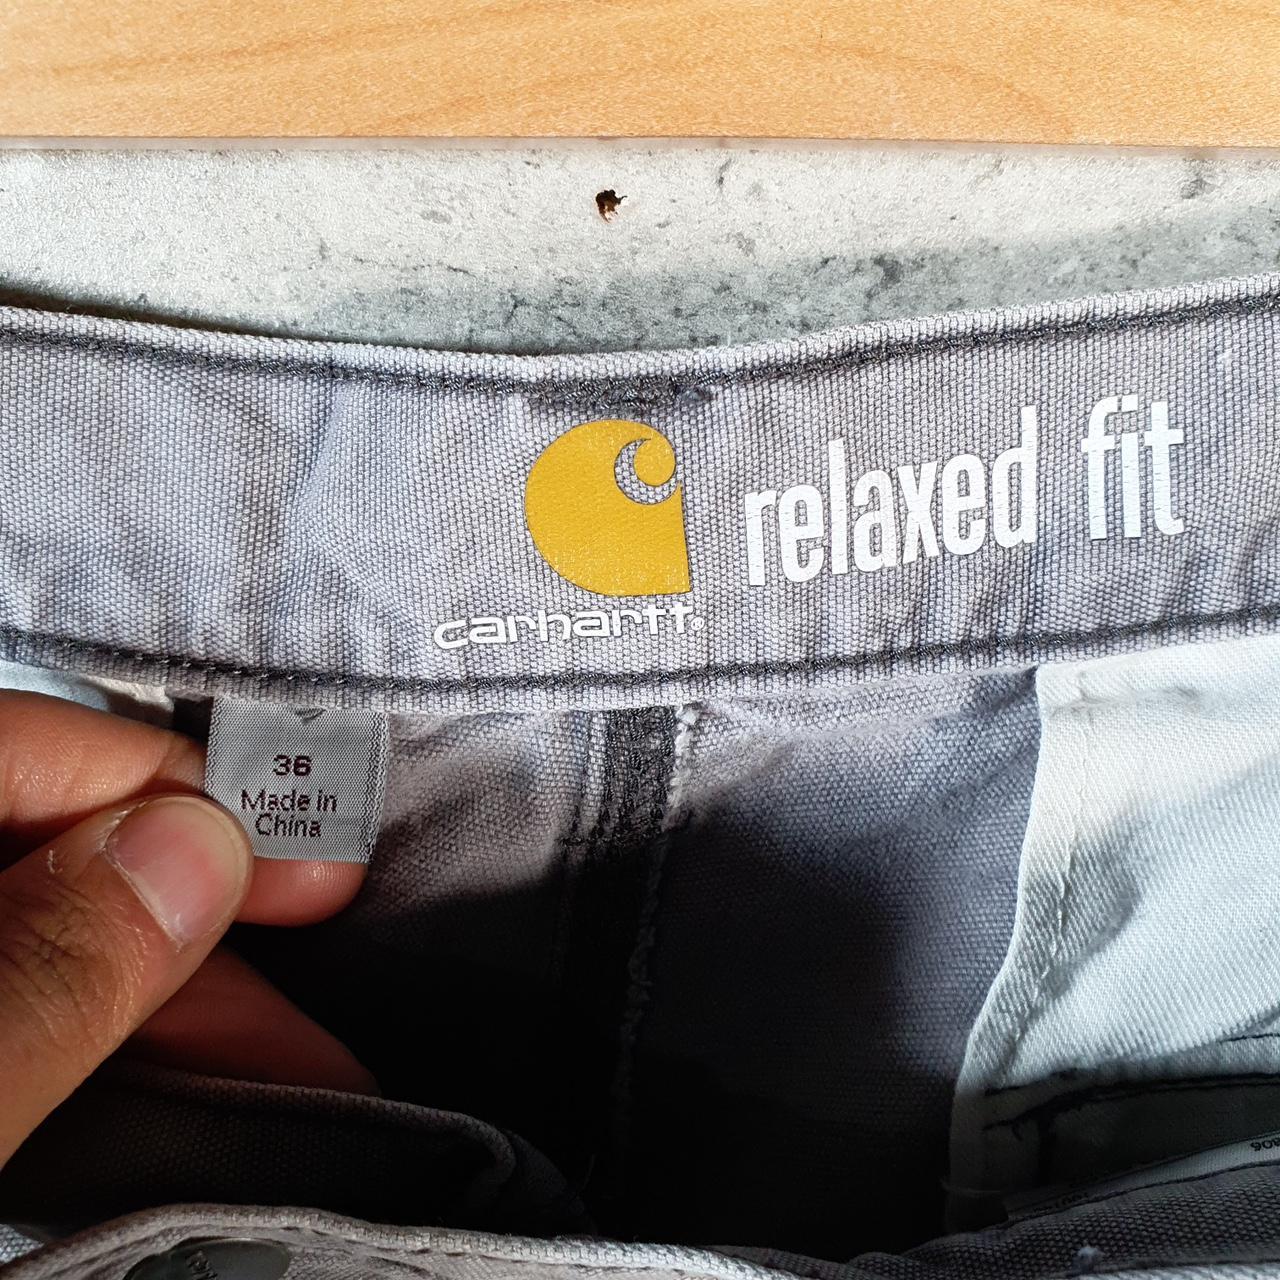 relaxed fit
carhartt®
36
Made in
China